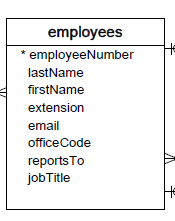 employees
* employeeNumber
lastName
firstName
extension
email
officeCode
reportsTo
jobTitle